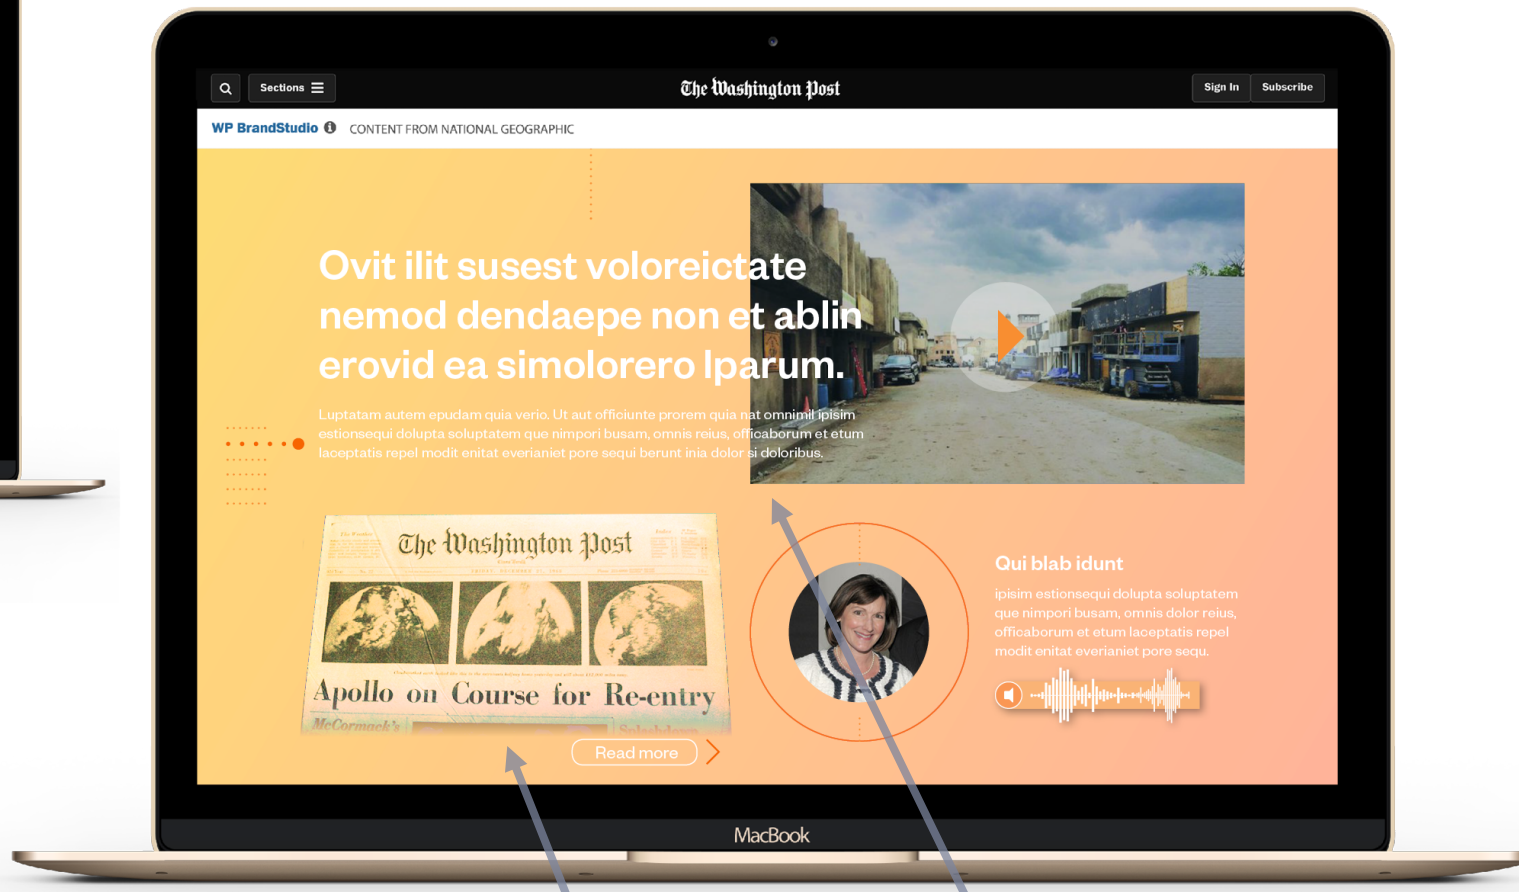 Sections
The Washington Post
Sign In
Subscribe
WP BrandStudio
CONTENT FROM NATIONAL GEOGRAPHIC
Ovit ilit susest voloreictate
nemod dendaepe non et ablin
erovid ea simolorero Iparum.
Luptatam autem epudam quia verio. Ut aut officiunte prorem quia nat omnimil ipisim
estionsequi dolupta soluptatem que nimpori busam, omnis reius, officaborum et etum
laceptatis repel modit enitat everianiet pore sequi berunt inia dolor si doloribus.
The Washington Post
Apollo on Course for Re-entry
McCormack's
Splashdown
Read more
Qui blab idunt
ipisim estionsequi dolupta soluptatem
que nimpori busam, omnis dolor reius,
officaborum et etum laceptatis repel
modit enitat everianiet pore sequ.
MacBook